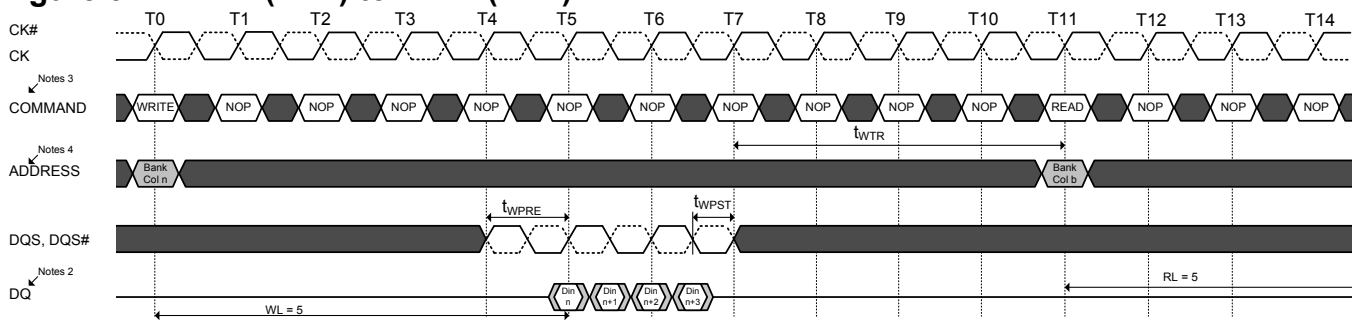 T0 T1 T2 T3 T4 T5 T6 T7 T8 T9 T10 T11 T12 T13 T14
CK#
CK
Notes 3
COMMAND WRITE NOP NOP NOP NOP NOP NOP NOP NOP NOP NOP READ NOP NOP NOP
tWTR
Notes 4
ADDRESS
Bank
Col n
Bank
Col b
tWPRE
tWPST
DQS, DQS#
Notes 2
DQ
Din
n
Din
n+1
Din
n+2
Din
n+3
RL = 5
WL = 5